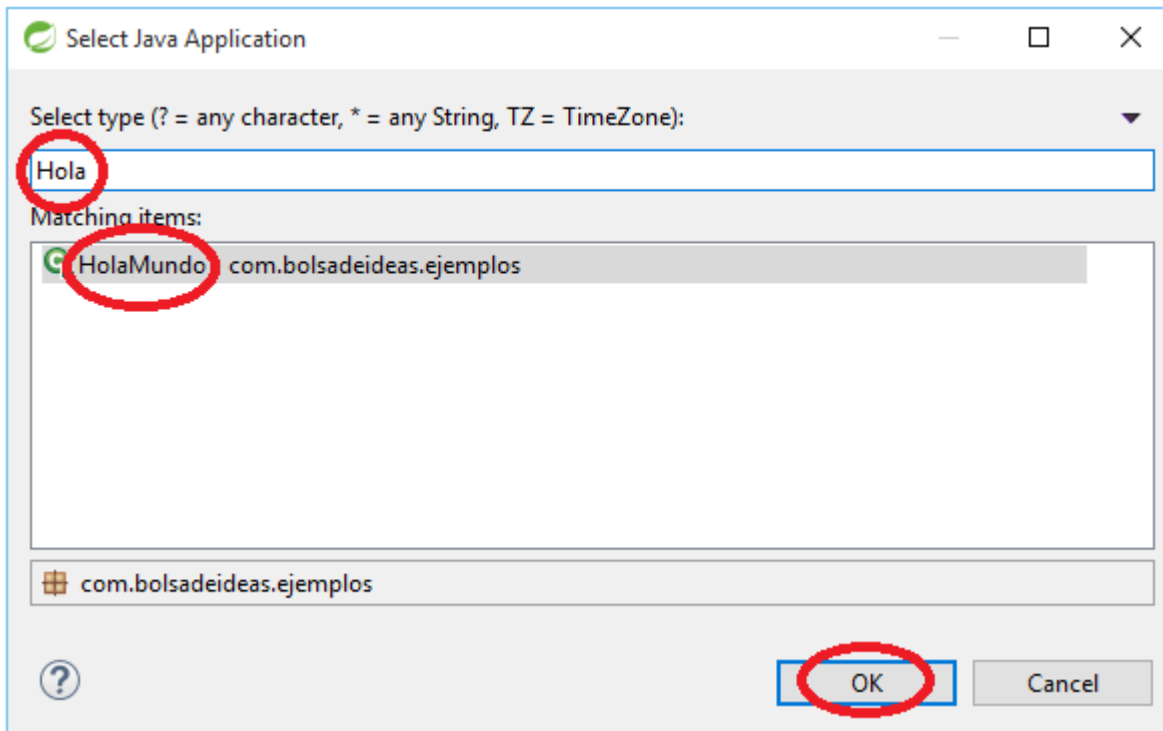 Select Java Application
Select type (? = any character, * = any String, TZ = TimeZone):
Hola
Matching items:
HolaMundo com.bolsadeideas.ejemplos
com.bolsadeideas.ejemplos
? OK Cancel